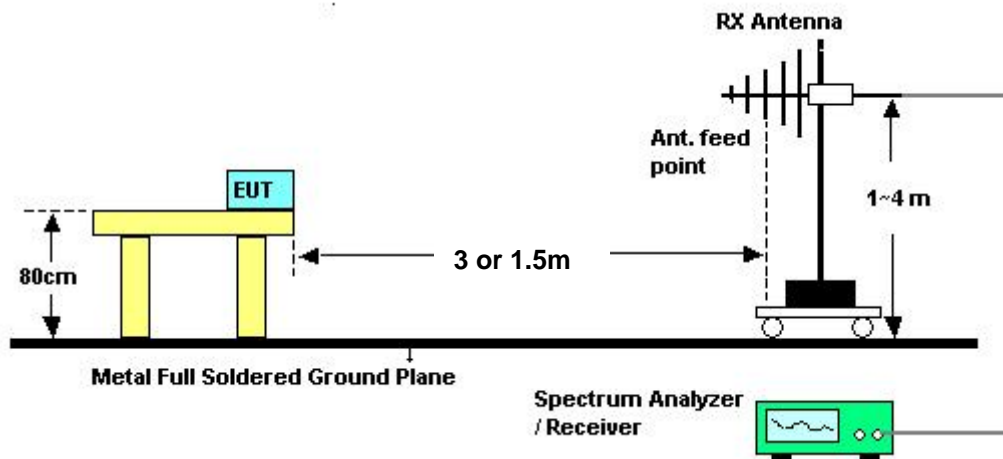 RX Antenna
Ant. feed
point
EUT
1~4 m
80cm
3 or 1.5m
Metal Full Soldered Ground Plane
Spectrum Analyzer
/ Receiver